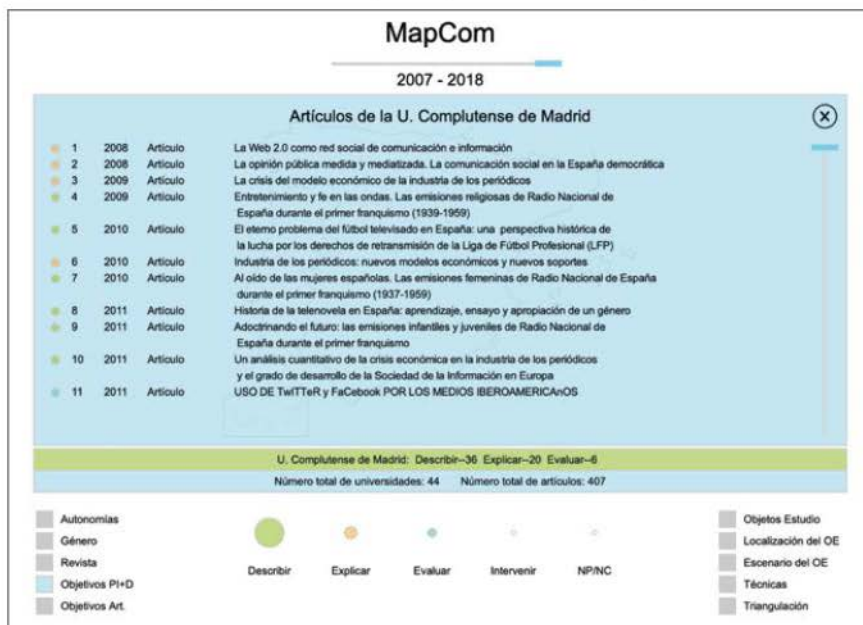 MapCom
2007 - 2018
Artículos de la U. Complutense de Madrid
1 2008 Artículo La Web 2.0 como red social de comunicación e información
2 2008 Artículo La opinión pública medida y mediatizada. La comunicación social en la España democrática
3 2009 Artículo La crisis del modelo económico de la industria de los periódicos
4 2009 Artículo Entretenimiento y fe en las ondas. Las emisiones religiosas de Radio Nacional de
España durante el primer franquismo (1939-1959)
5 2010 Artículo El eterno problema del fútbol televisado en España: una perspectiva histórica de
la lucha por los derechos de retransmisión de la Liga de Fútbol Profesional (LFP)
6 2010 Artículo Industria de los periódicos: nuevos modelos económicos y nuevos soportes
7 2010 Artículo Al oído de las mujeres españolas. Las emisiones femeninas de Radio Nacional de España
durante el primer franquismo (1937-1959)
8 2011 Artículo Historia de la telenovela en España: aprendizaje, ensayo y apropiación de un género
9 2011 Artículo Adoctrinando el futuro: las emisiones infantiles y juveniles de Radio Nacional de
España durante el primer franquismo
10 2011 Artículo Un análisis cuantitativo de la crisis económica en la industria de los periódicos
y el grado de desarrollo de la Sociedad de la Información en Europa
11 2011 Artículo USO DE TwITTeR y FaCebook POR LOS MEDIOS IBEROAMERICAnOS
U. Complutense de Madrid: Describir--36 Explicar--20 Evaluar--6
Número total de universidades: 44 Número total de artículos: 407
Autonomías
Género
Revista
Objetivos PI+D
Objetivos Art.
Describir Explicar Evaluar Intervenir NP/NC
Objetos Estudio
Localización del OE
Escenario del OE
Técnicas
Triangulación